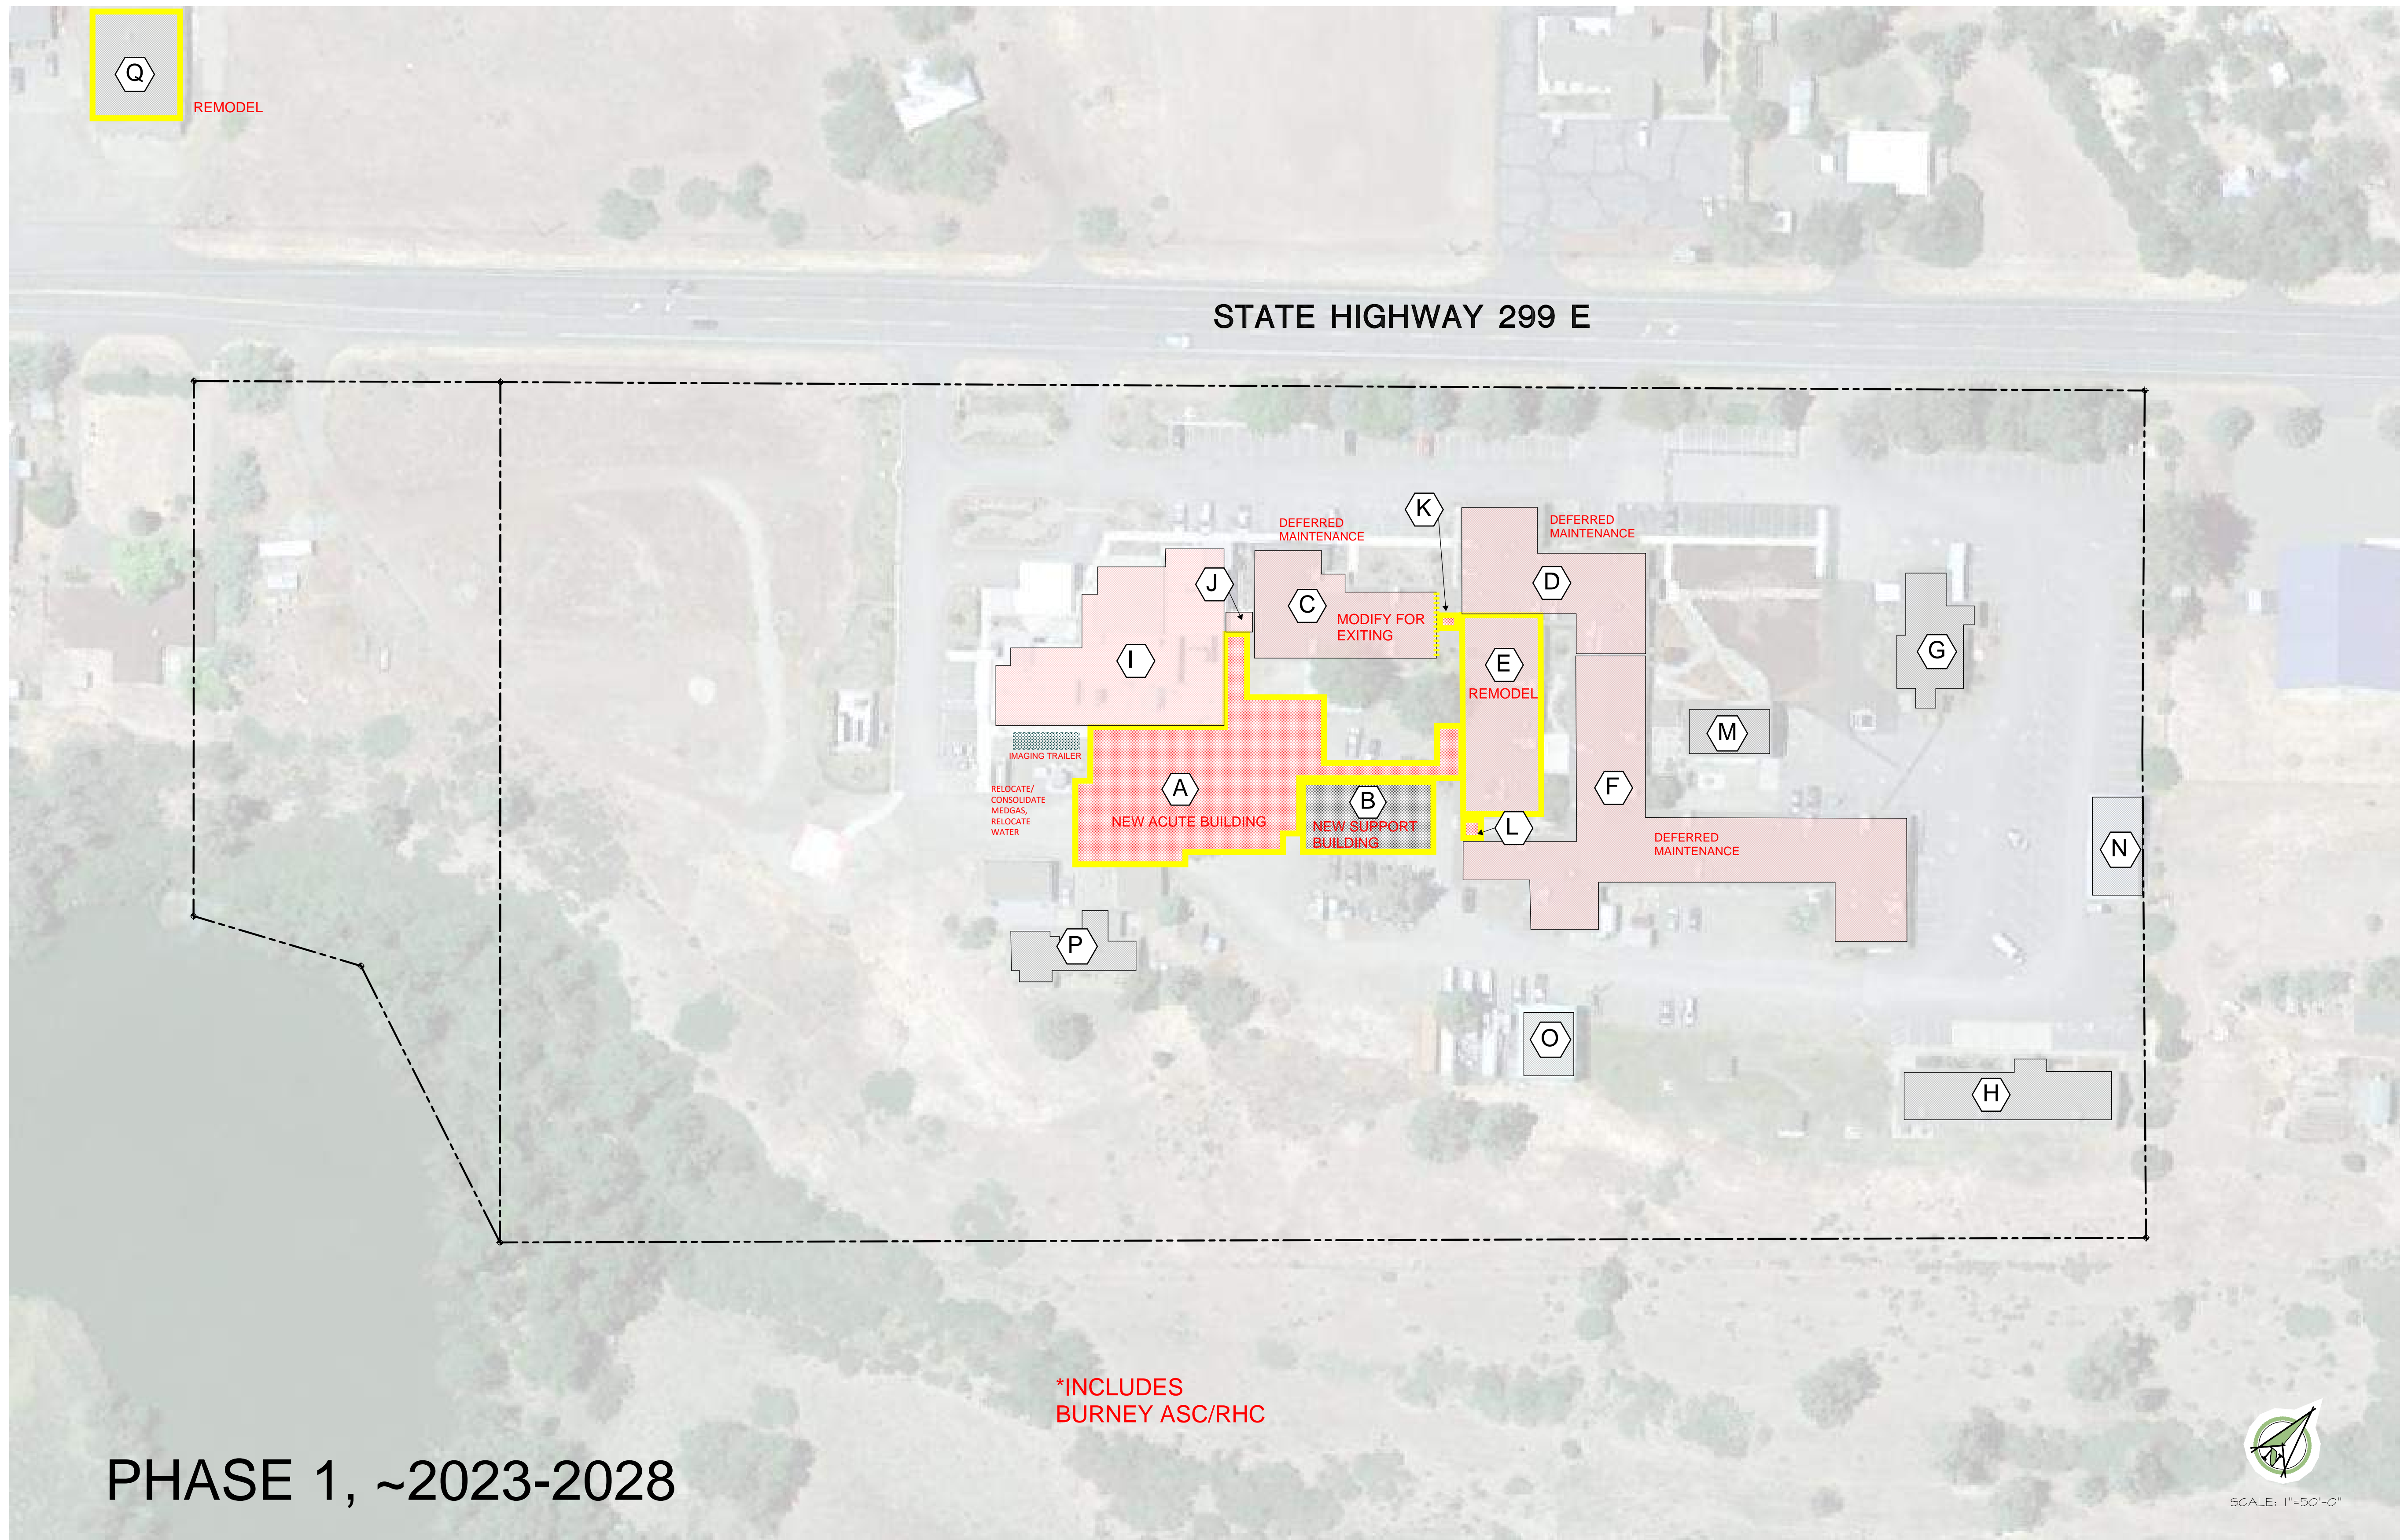 Q
REMODEL
STATE HIGHWAY 299 E
K
DEFERRED
MAINTENANCE
DEFERRED
MAINTENANCE
J
D
C
MODIFY FOR
EXITING
I
E
REMODEL
G
M
IMAGING TRAILER
A
NEW ACUTE BUILDING
RELOCATE/
CONSOLIDATE
MEDGAS,
RELOCATE
WATER
B
NEW SUPPORT
BUILDING
L
F
DEFERRED
MAINTENANCE
N
P
O
H
*INCLUDES
BURNEY ASC/RHC
PHASE 1, ~2023-2028
SCALE: 1"=50'-0"